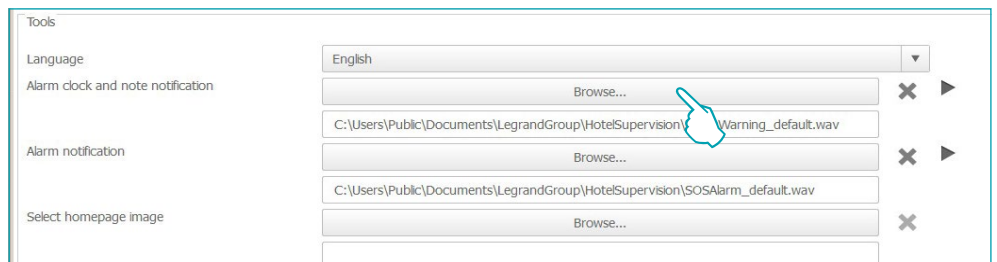 Tools
Language
English
Alarm clock and note notification
Browse...
C:\Users\Public\Documents\LegrandGroup\HotelSupervision\ Warning_default.wav
Alarm notification
Browse...
C:\Users\Public\Documents\LegrandGroup\HotelSupervision\SOSAlarm_default.wav
Select homepage image
Browse...